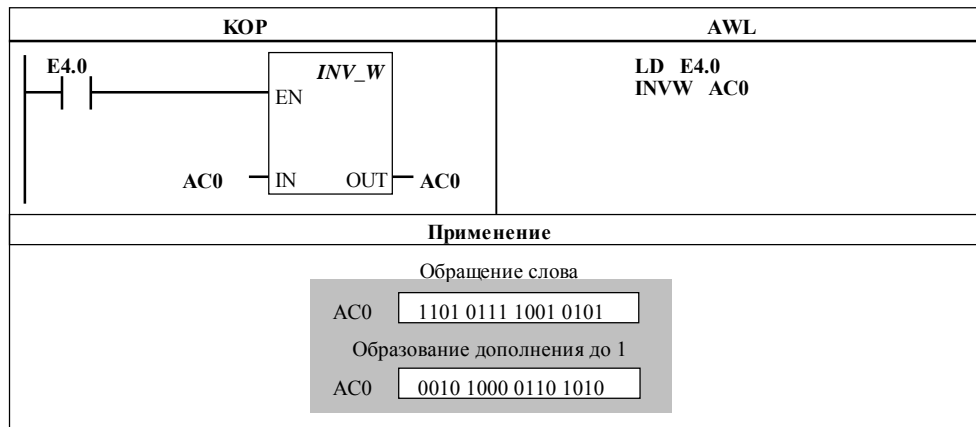 KOP AWL
E4.0 INV_W LD E4.0
EN INVW AC0
AC0 IN OUT AC0
Применение
Обращение слова
AC0 1101 0111 1001 0101
Образование дополнения до 1
AC0 0010 1000 0110 1010